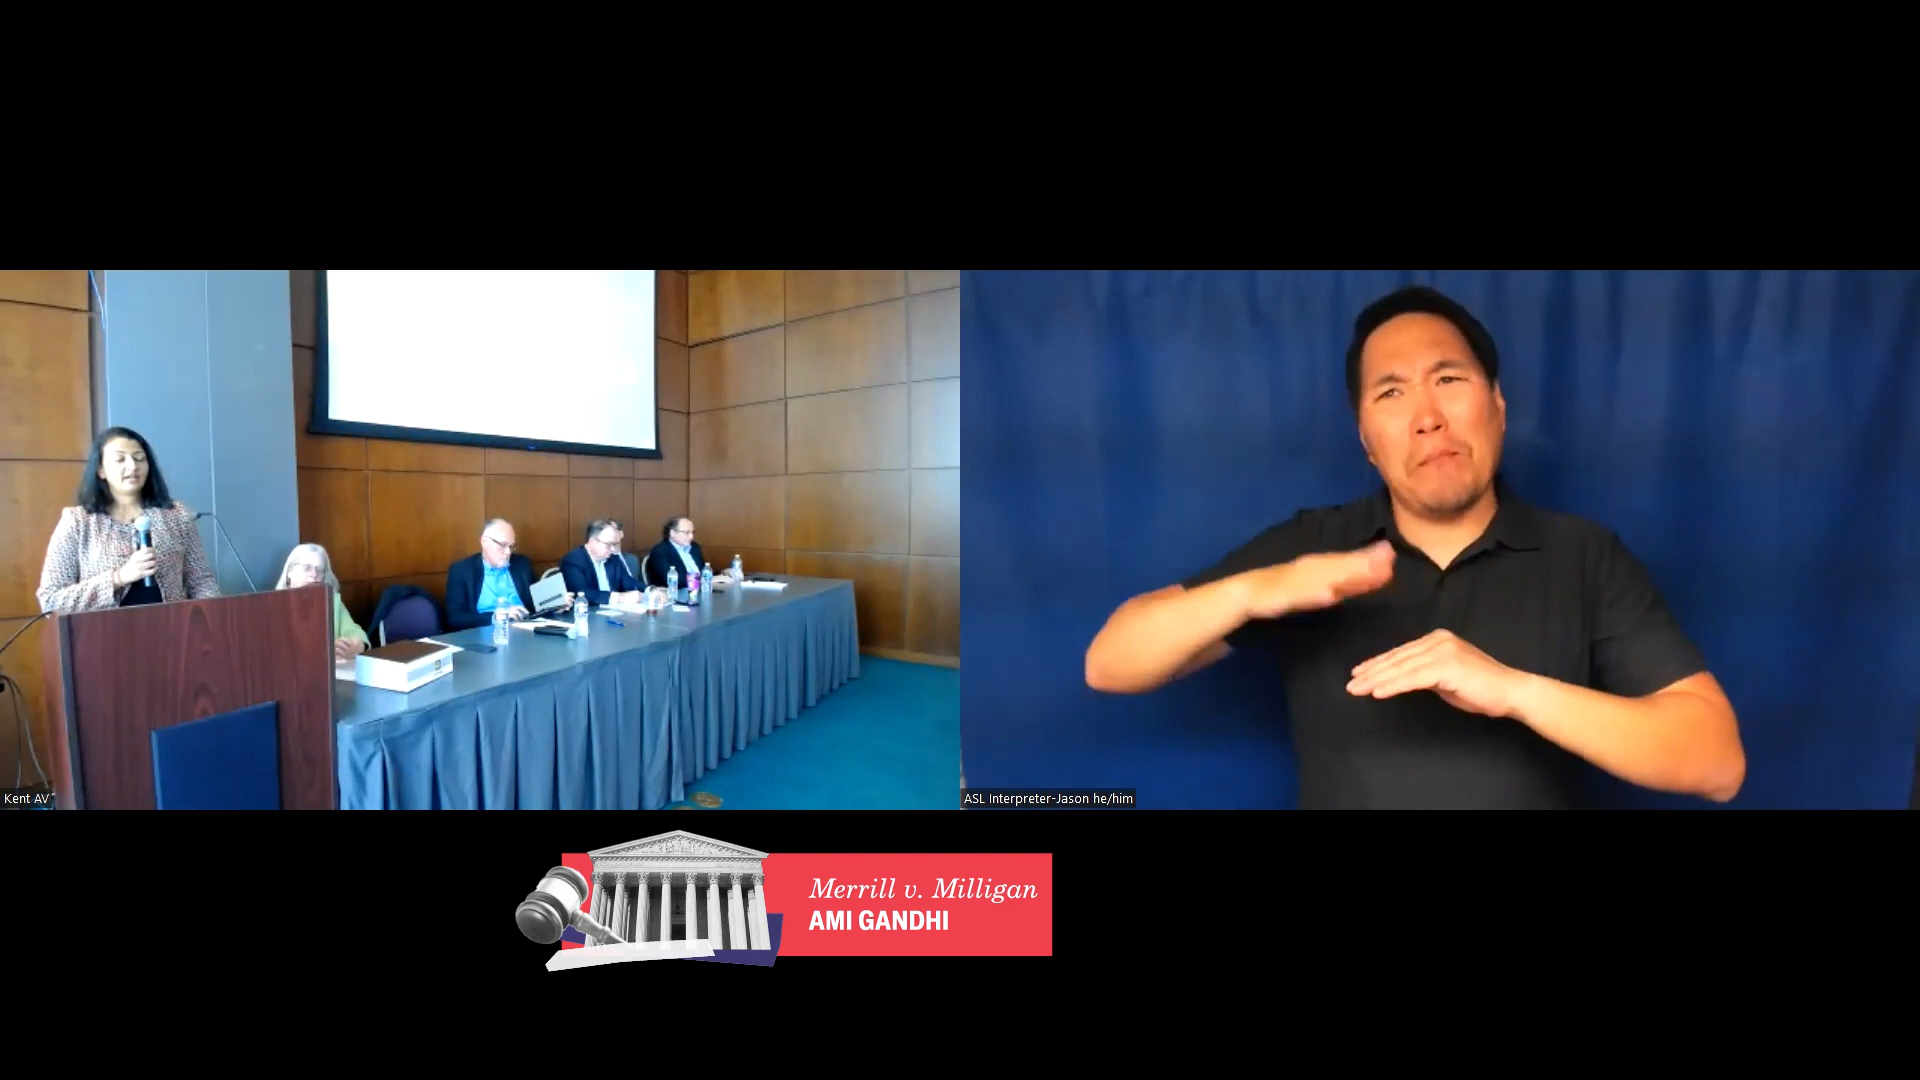 Kent AV
ASL Interpreter-Jason he/him
Merrill v. Milligan
AMI GANDHI